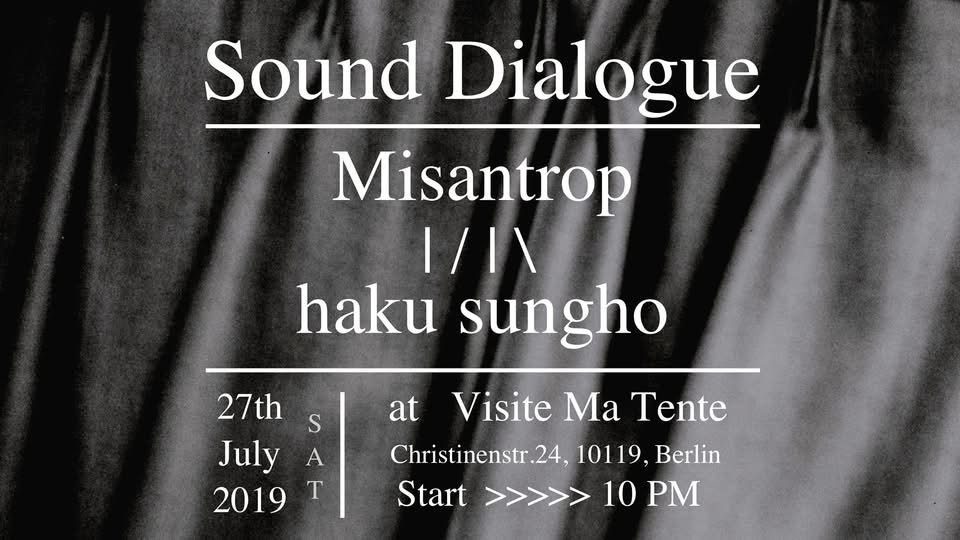 Sound Dialogue
Misantrop
| / | \
haku sungho
27th
July
2019
SAT
at Visite Ma Tente
Christinenstr.24, 10119, Berlin
Start >>>>> 10 PM